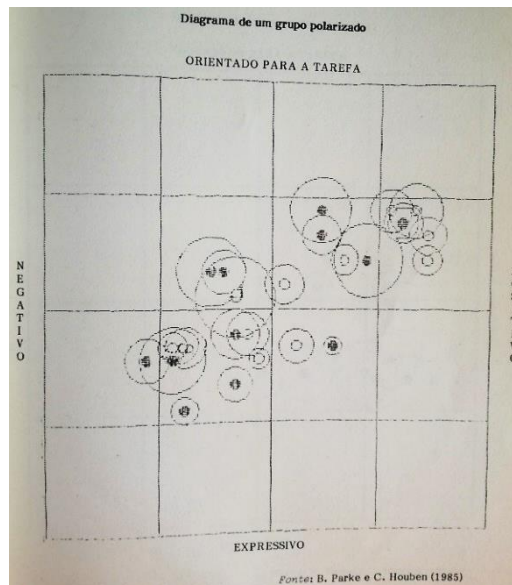 Diagrama de um grupo polarizado
ORIENTADO PARA A TAREFA
NEGATIVO
EXPRESSIVO
Fonte: B. Parke e C. Houben (1985)